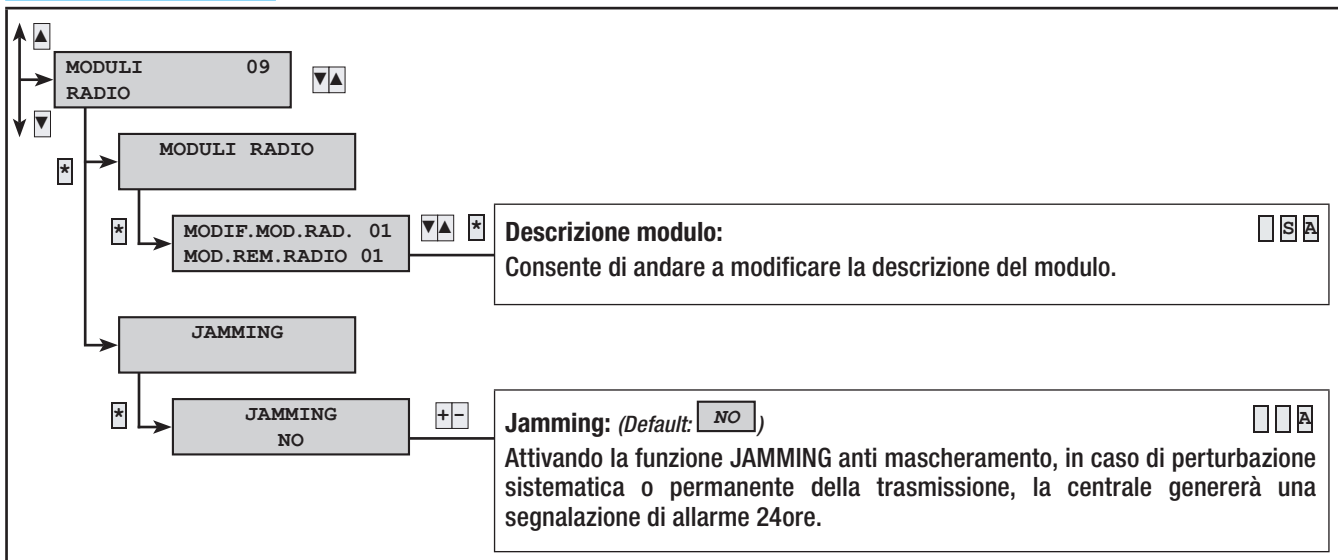 ▲
MODULI 09
RADIO
▼▲
▼
*
MODULI RADIO
*
MODIF.MOD.RAD. 01
MOD.REM.RADIO 01
▼▲ *
Descrizione modulo:
S A
Consente di andare a modificare la descrizione del modulo.
JAMMING
*
JAMMING
NO
+ -
Jamming: (Default: NO )
A
Attivando la funzione JAMMING anti mascheramento, in caso di perturbazione
sistematica o permanente della trasmissione, la centrale genererà una
segnalazione di allarme 24ore.